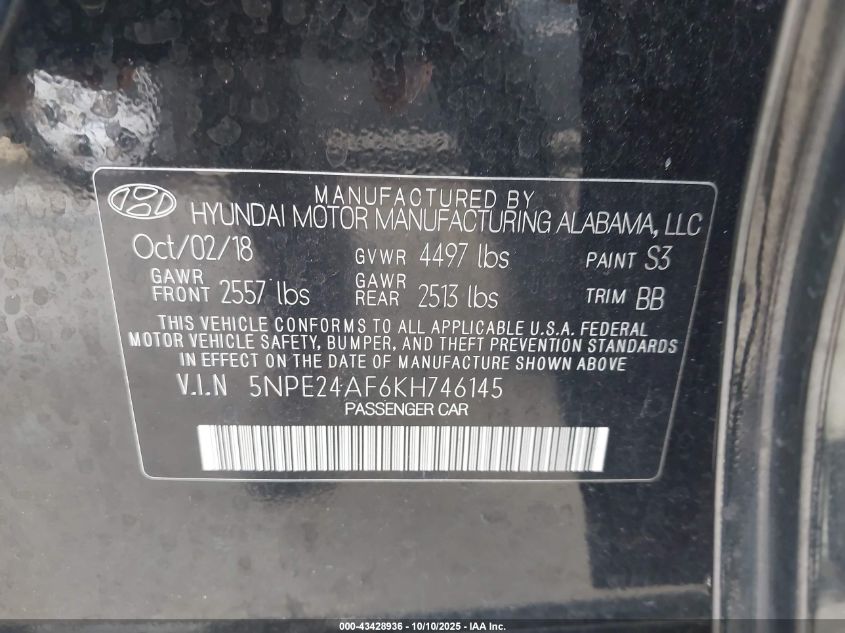 MANUFACTURED BY
HYUNDAI MOTOR MANUFACTURING ALABAMA, LLC
Oct/02/18 GVWR 4497 lbs PAINT S3
GAWR FRONT 2557 lbs GAWR REAR 2513 lbs TRIM BB
THIS VEHICLE CONFORMS TO ALL APPLICABLE U.S.A. FEDERAL
MOTOR VEHICLE SAFETY, BUMPER, AND THEFT PREVENTION STANDARDS
IN EFFECT ON THE DATE OF MANUFACTURE SHOWN ABOVE
V.I.N 5NPE24AF6KH746145
PASSENGER CAR
000-43428936 - 10/10/2025 - IAA Inc.